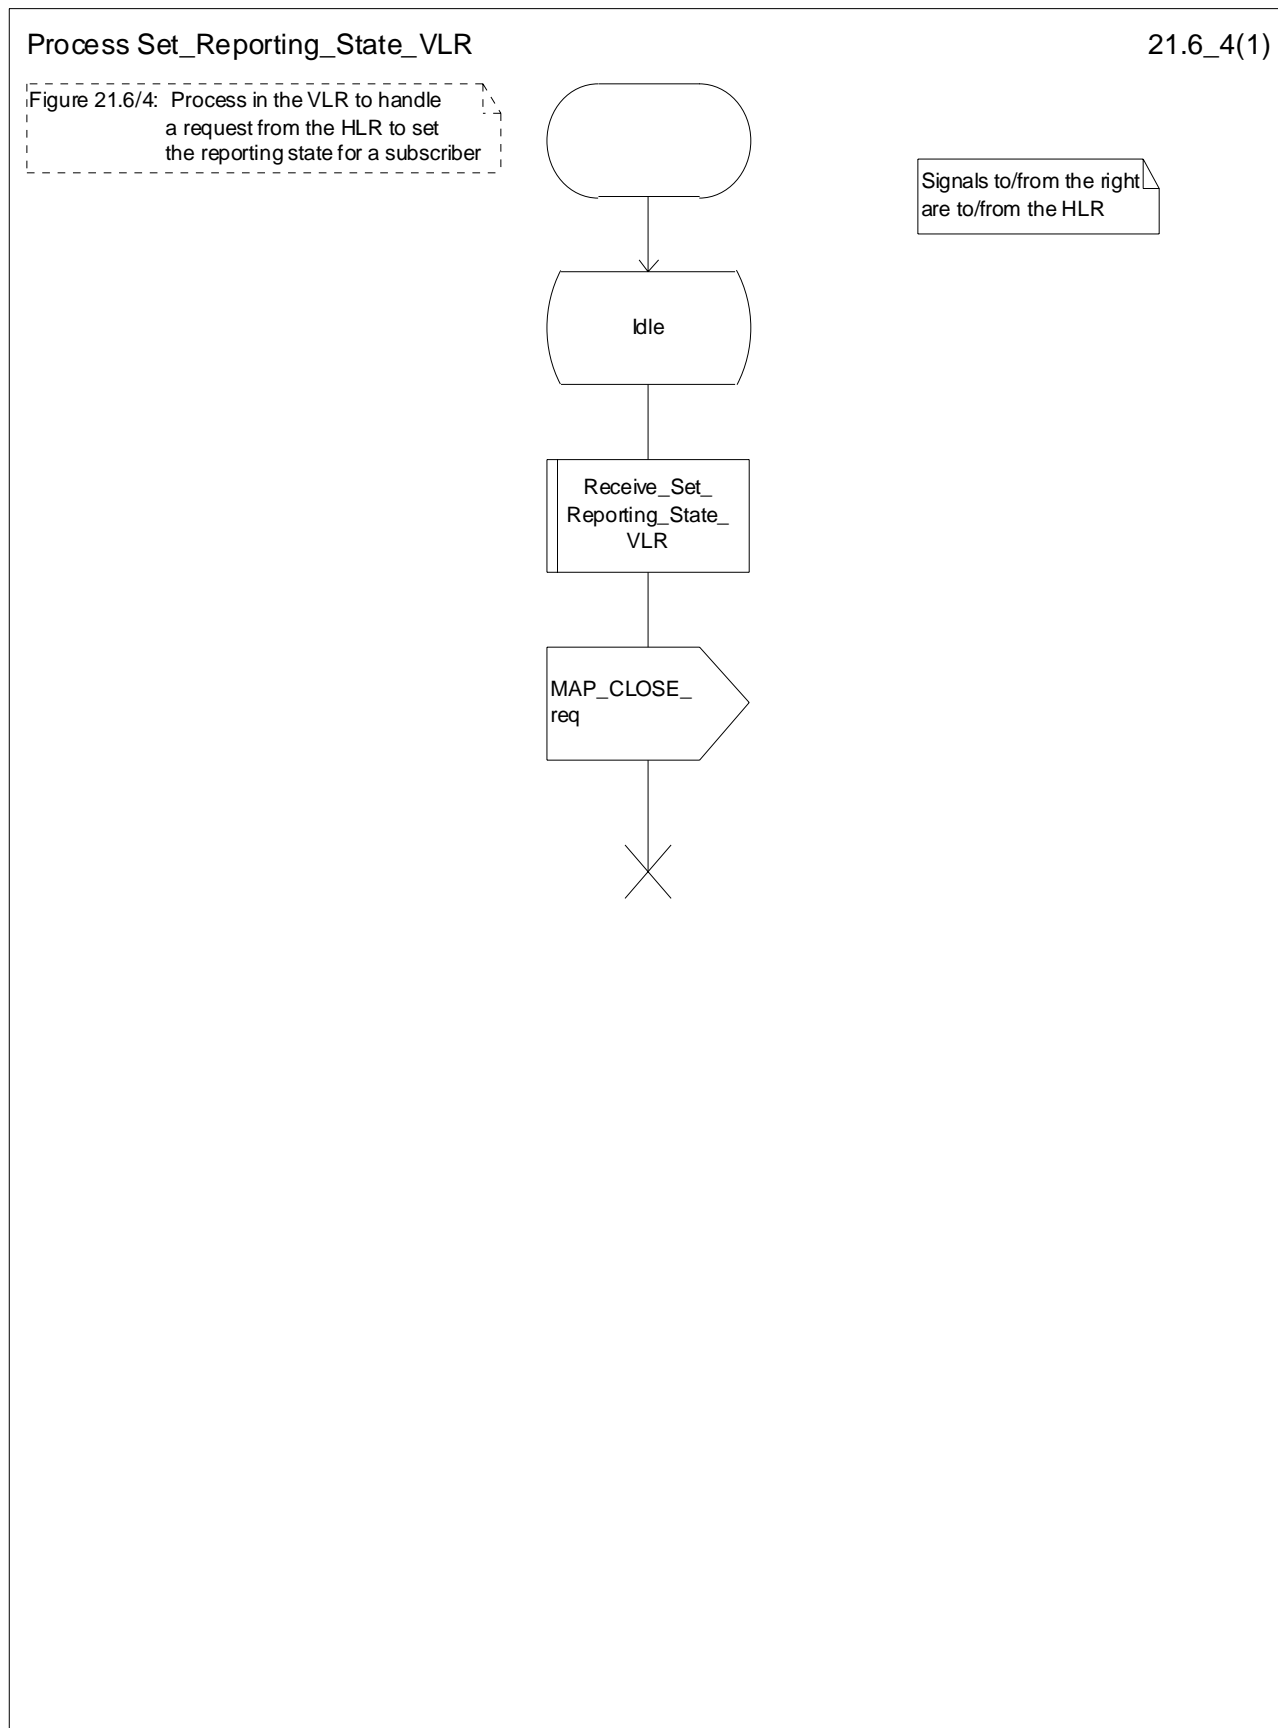 Process Set_Reporting_State_VLR
21.6_4(1)
Figure 21.6/4: Process in the VLR to handle
a request from the HLR to set
the reporting state for a subscriber
Signals to/from the right
are to/from the HLR
Idle
Receive_Set_
Reporting_State_
VLR
MAP_CLOSE_
req